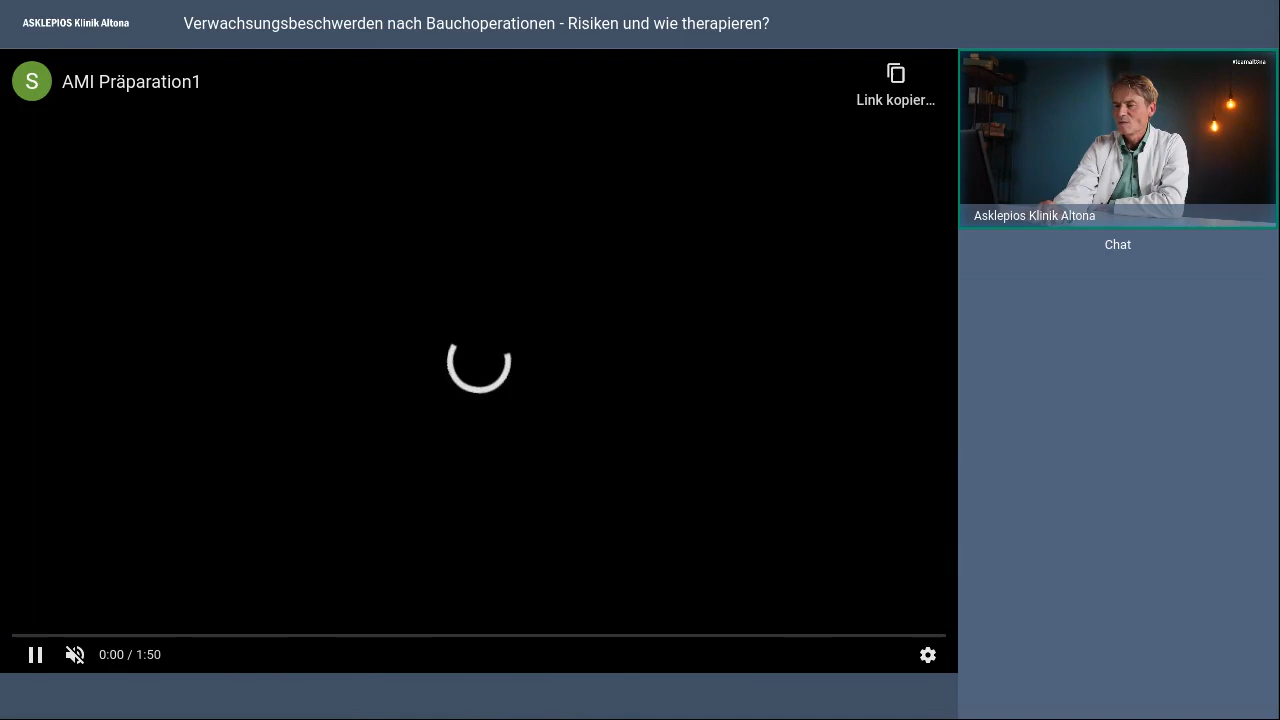 ASKLEPIOS Klinik Altona
Verwachsungsbeschwerden nach Bauchoperationen - Risiken und wie therapieren?
S
AMI Präparation1
Link kopier...
#teamaltona
Asklepios Klinik Altona
Chat
0:00 / 1:50